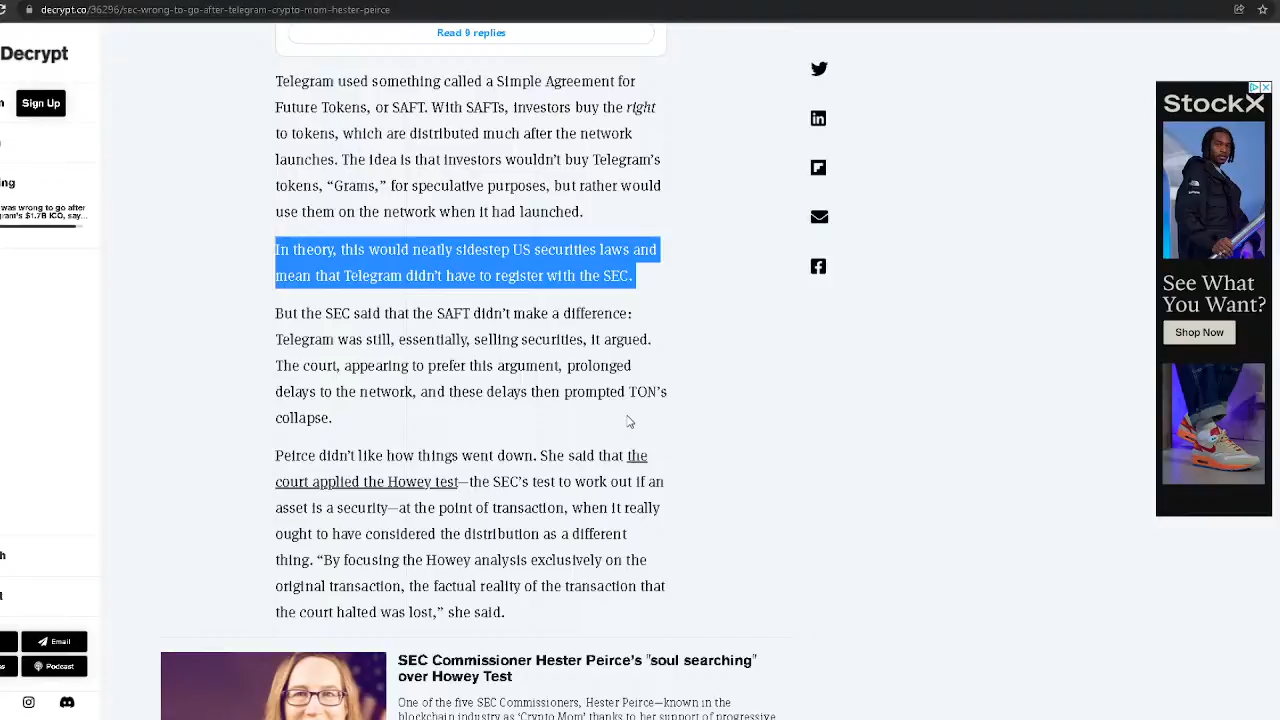 decrypt.co/36296/sec-wrong-to-go-after-telegram-crypto-mom-hester-peirce
Decrypt
Sign Up
was wrong to go after
gram's $1.7B ICO, say...
Email
Podcast
Read 9 replies
Telegram used something called a SImple Agreement for
Future Tokens, or SAFT. With SAFTs, investors buy the right
to tokens, which are distributed much after the network
launches. The idea is that investors wouldn't buy Telegram's
tokens, “Grams,” for speculative purposes, but rather would
use them on the network when it had launched.
In theory, this would neatly sidestep US securities laws and
mean that Telegram didn't have to register with the SEC.
But the SEC said that the SAFT didn't make a difference:
Telegram was still, essentially, selling securities, it argued.
The court, appearing to prefer this argument, prolonged
delays to the network, and these delays then prompted TON's
collapse.
Peirce didn't like how things went down. She said that the
court applied the Howey test—the SEC's test to work out if an
asset is a security—at the point of transaction, when it really
ought to have considered the distribution as a different
thing. “By focusing the Howey analysis exclusively on the
original transaction, the factual reality of the transaction that
the court halted was lost,” she said.
SEC Commissioner Hester Peirce's "soul searching"
over Howey Test
One of the five SEC Commissioners, Hester Peirce—known in the
blockchain industry as ‘Crypto Mom’ thanks to her support of progressive
StockX
See What
You Want?
Shop Now